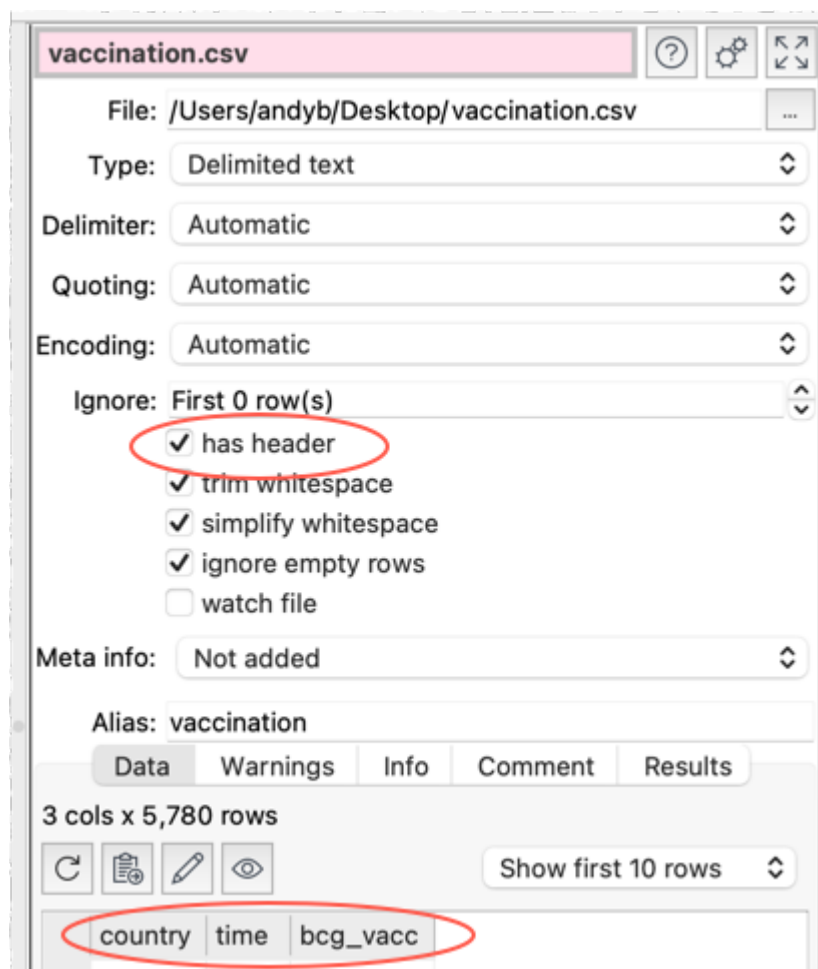 vaccination.csv
File: /Users/andyb/Desktop/vaccination.csv ...
Type: Delimited text
Delimiter: Automatic
Quoting: Automatic
Encoding: Automatic
Ignore: First 0 row(s)
has header
trim whitespace
simplify whitespace
ignore empty rows
watch file
Meta info: Not added
Alias: vaccination
Data Warnings Info Comment Results
3 cols x 5,780 rows
Show first 10 rows
country time bcg_vacc